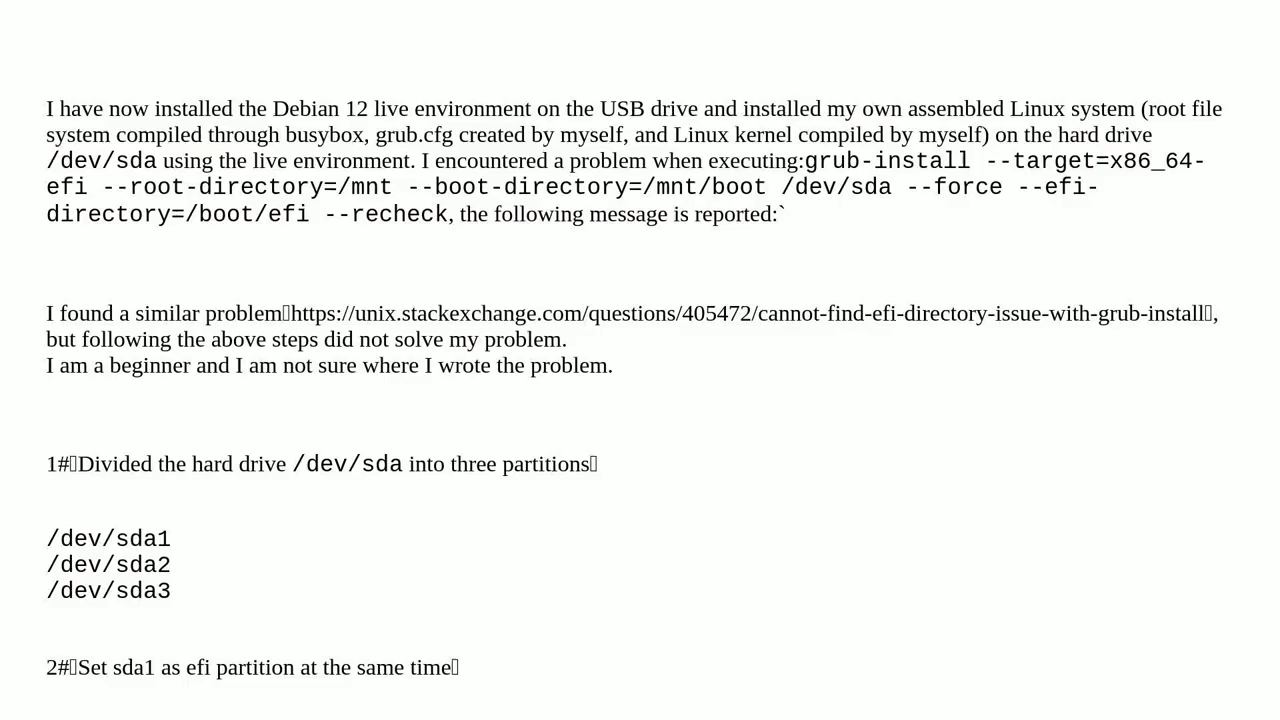 I have now installed the Debian 12 live environment on the USB drive and installed my own assembled Linux system (root file
system compiled through busybox, grub.cfg created by myself, and Linux kernel compiled by myself) on the hard drive
/dev/sda using the live environment. I encountered a problem when executing:grub-install --target=x86_64-
efi --root-directory=/mnt --boot-directory=/mnt/boot /dev/sda --force --efi-
directory=/boot/efi --recheck, the following message is reported:`
I found a similar problem▯https://unix.stackexchange.com/questions/405472/cannot-find-efi-directory-issue-with-grub-install▯,
but following the above steps did not solve my problem.
I am a beginner and I am not sure where I wrote the problem.
1#▯Divided the hard drive /dev/sda into three partitions▯
/dev/sda1
/dev/sda2
/dev/sda3
2#▯Set sda1 as efi partition at the same time▯